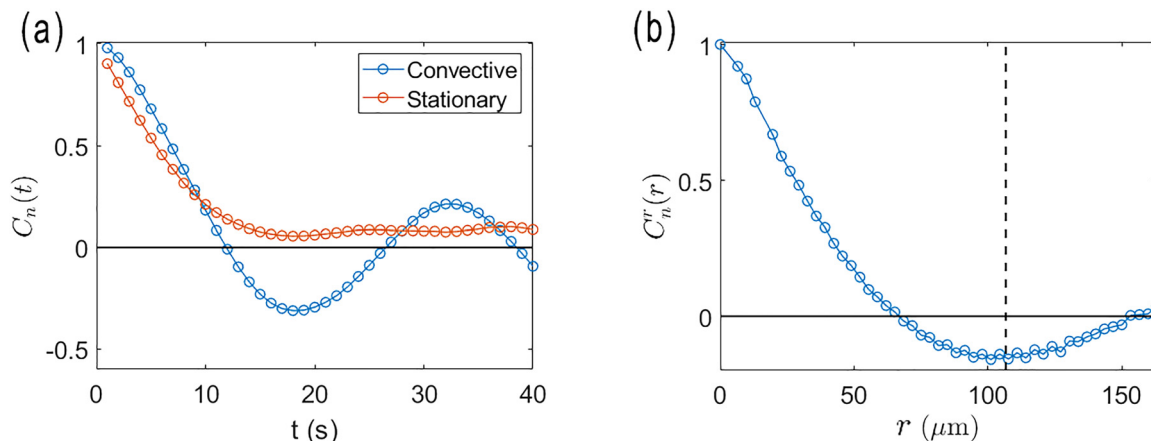 (a)
1
0.5
0
-0.5
C_n(t)
0 10 20 30 40
t (s)
Convective
Stationary
(b)
1
0.5
0
C_n^r(r)
0 50 100 150
r (μm)